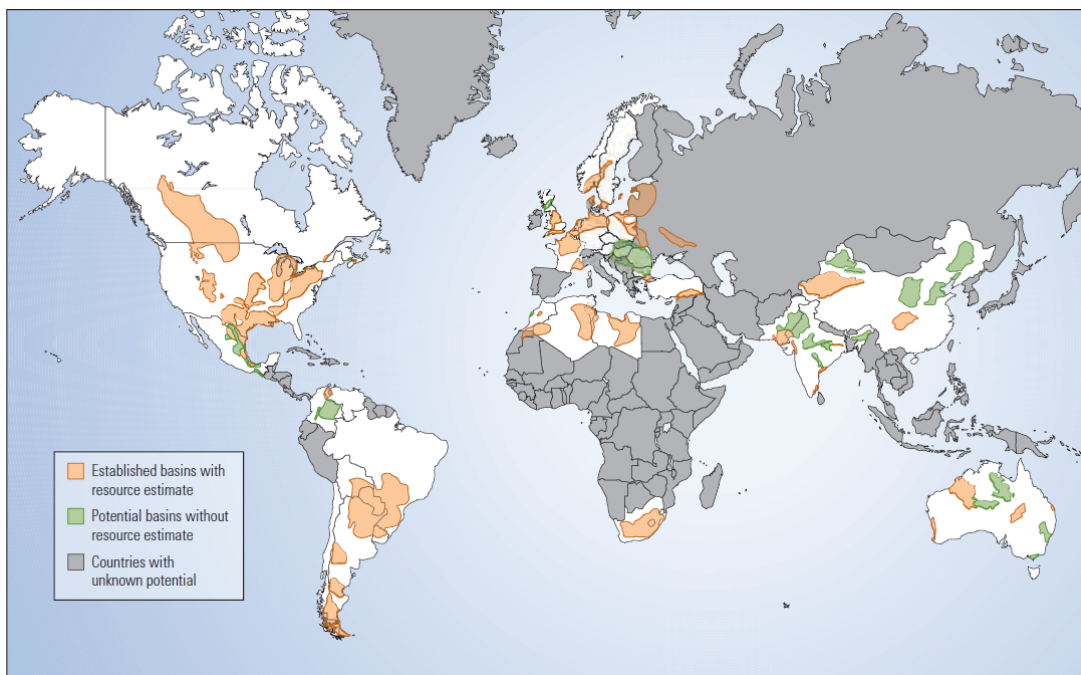 Established basins with
resource estimate
Potential basins without
resource estimate
Countries with
unknown potential